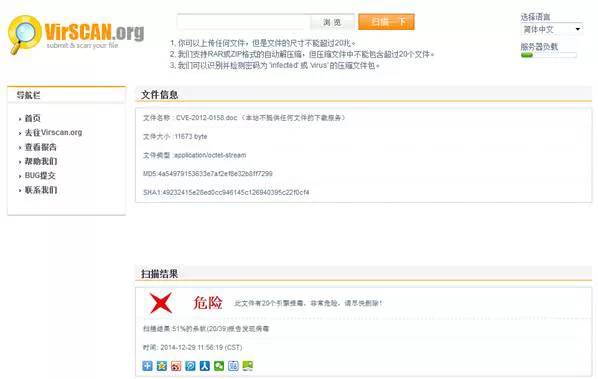 VirSCAN.org
submit & scan your file
浏 览
扫描一下
选择语言
简体中文
服务器负载
1, 你可以上传任何文件，但是文件的尺寸不能超过20兆。
2, 我们支持RAR或ZIP格式的自动解压缩，但压缩文件中不能包含超过20个文件。
3, 我们可以识别并检测密码为 'infected' 或 'virus' 的压缩文件包。
导航栏
首页
去往Virscan.org
查看报告
帮助我们
BUG提交
联系我们
文件信息
文件名称 : CVE-2012-0158.doc （本站不提供任何文件的下载服务）
文件大小 :11673 byte
文件类型 :application/octet-stream
MD5:4a54979153633e7af2ef8e32b8ff7299
SHA1:49232415e28ed0cc946145c126940395c22f0cf4
扫描结果
危险
此文件有20个引擎报毒，非常危险，请尽快删除!
扫描结果:51%的杀软(20/39)报告发现病毒
时间: 2014-12-29 11:56:19 (CST)